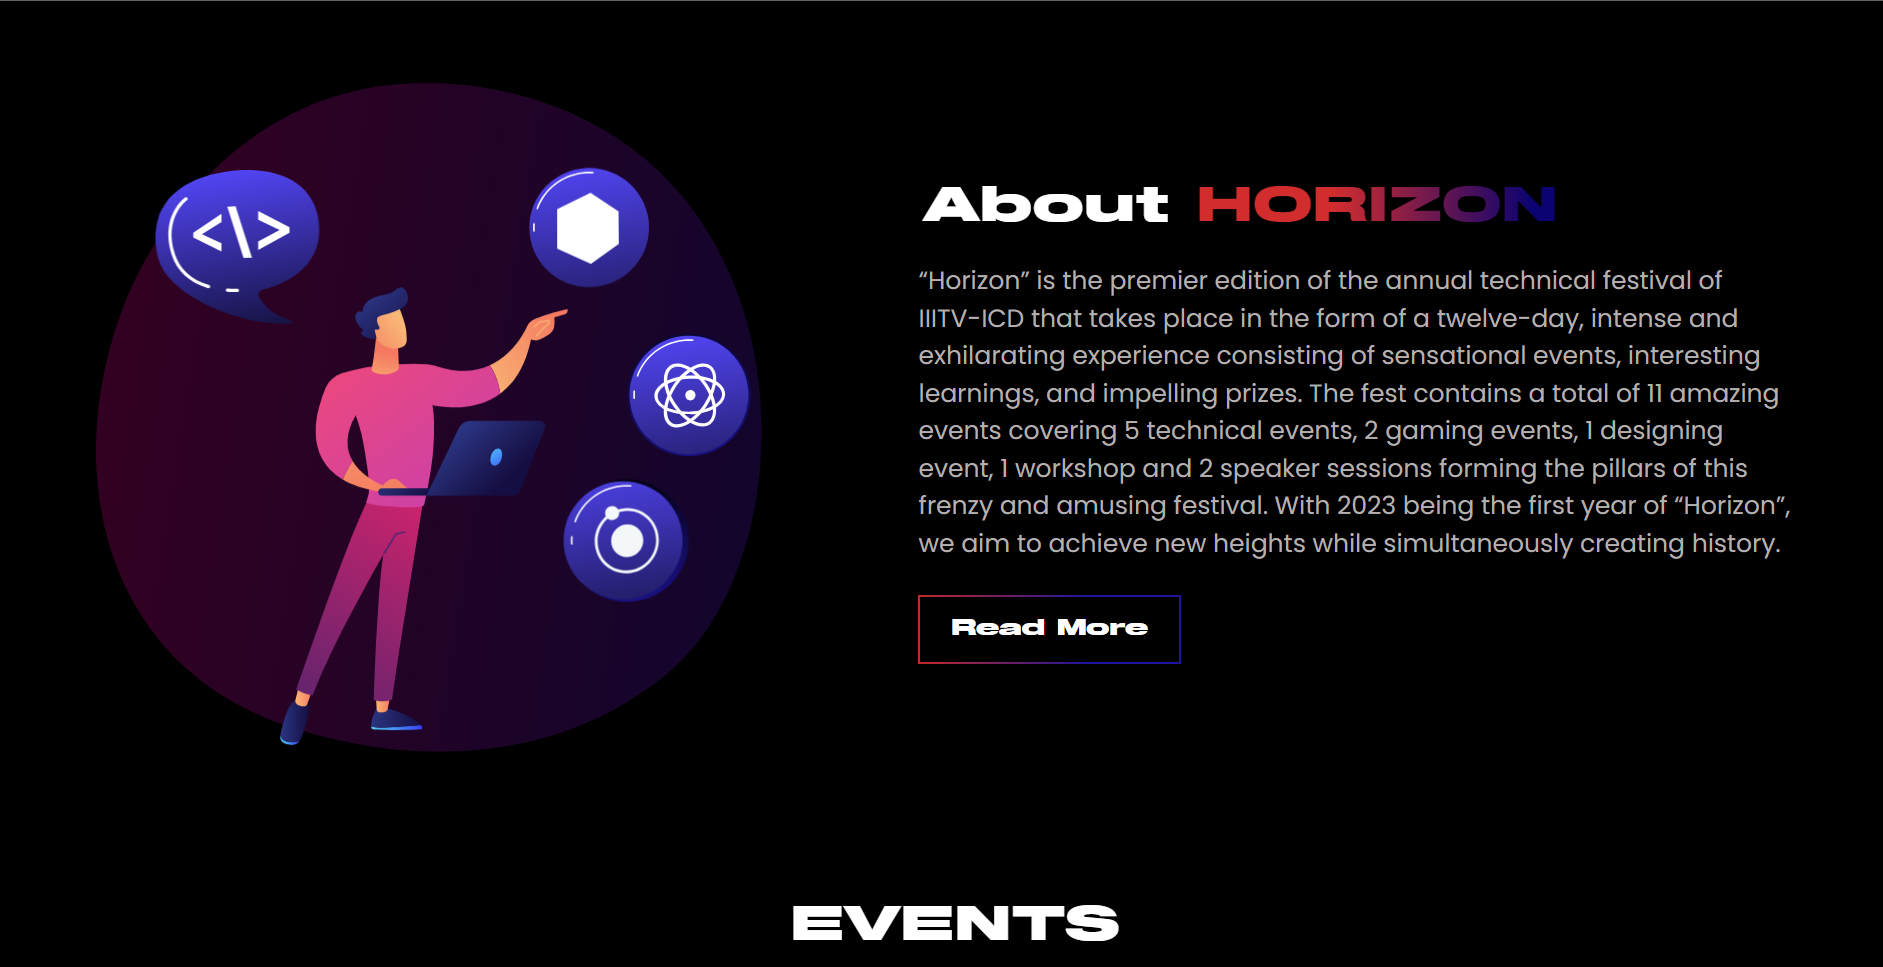 <\>
About HORIZON
“Horizon” is the premier edition of the annual technical festival of
IIITV-ICD that takes place in the form of a twelve-day, intense and
exhilarating experience consisting of sensational events, interesting
learnings, and impelling prizes. The fest contains a total of 11 amazing
events covering 5 technical events, 2 gaming events, 1 designing
event, 1 workshop and 2 speaker sessions forming the pillars of this
frenzy and amusing festival. With 2023 being the first year of “Horizon”,
we aim to achieve new heights while simultaneously creating history.
Read More
EVENTS